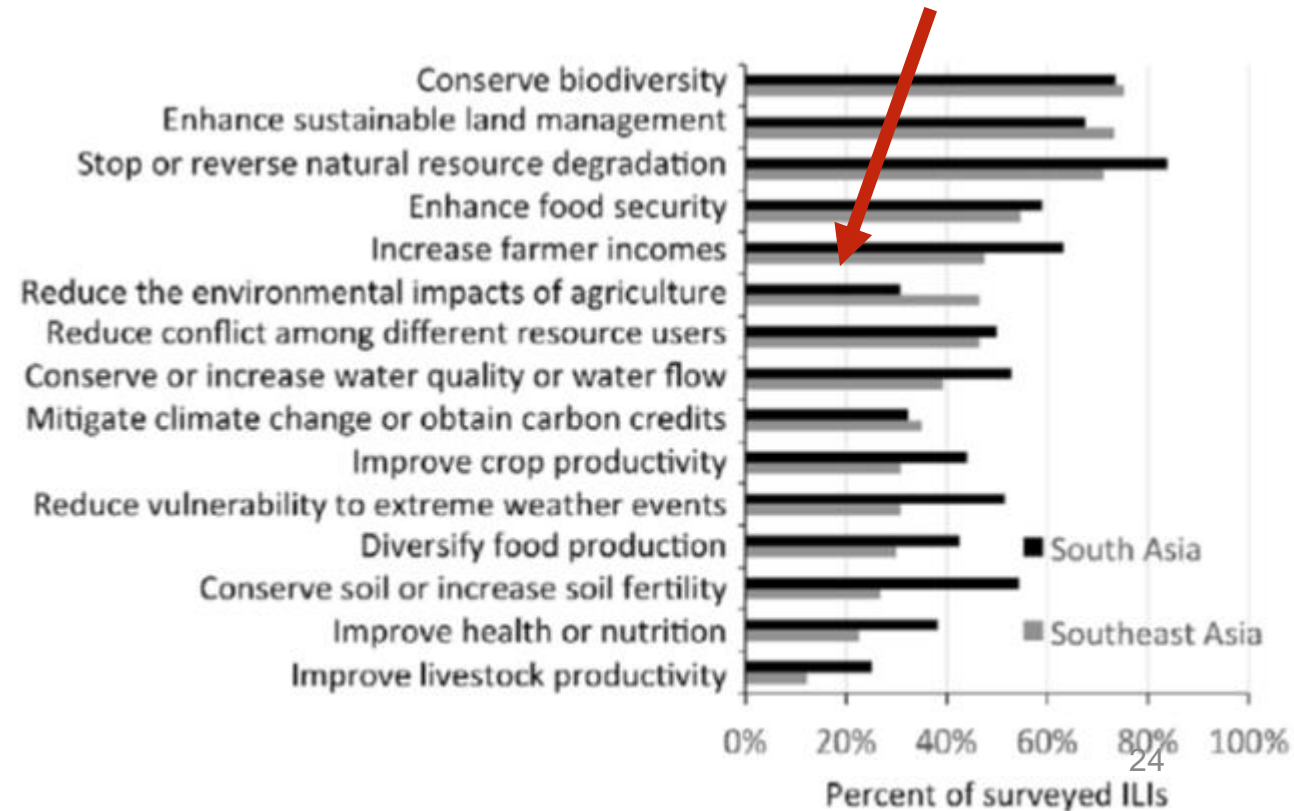 Conserve biodiversity
Enhance sustainable land management
Stop or reverse natural resource degradation
Enhance food security
Increase farmer incomes
Reduce the environmental impacts of agriculture
Reduce conflict among different resource users
Conserve or increase water quality or water flow
Mitigate climate change or obtain carbon credits
Improve crop productivity
Reduce vulnerability to extreme weather events
Diversify food production
Conserve soil or increase soil fertility
Improve health or nutrition
Improve livestock productivity
South Asia
Southeast Asia
0% 20% 40% 60% 80% 100%
24
Percent of surveyed ILIs